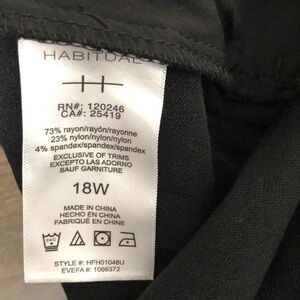 HABITUAL
RN#: 120246
CA#: 25419
73% rayon/rayón/rayonne
23% nylon/nylon/nylon
4% spandex/spandex/spandex
EXCLUSIVE OF TRIMS
EXCEPTO LAS ADORNO
SAUF GARNITURE
18W
MADE IN CHINA
HECHO EN CHINA
FABRIQUÉ EN CHINE
STYLE #: HFH01048U
EVEFA #: 1066372